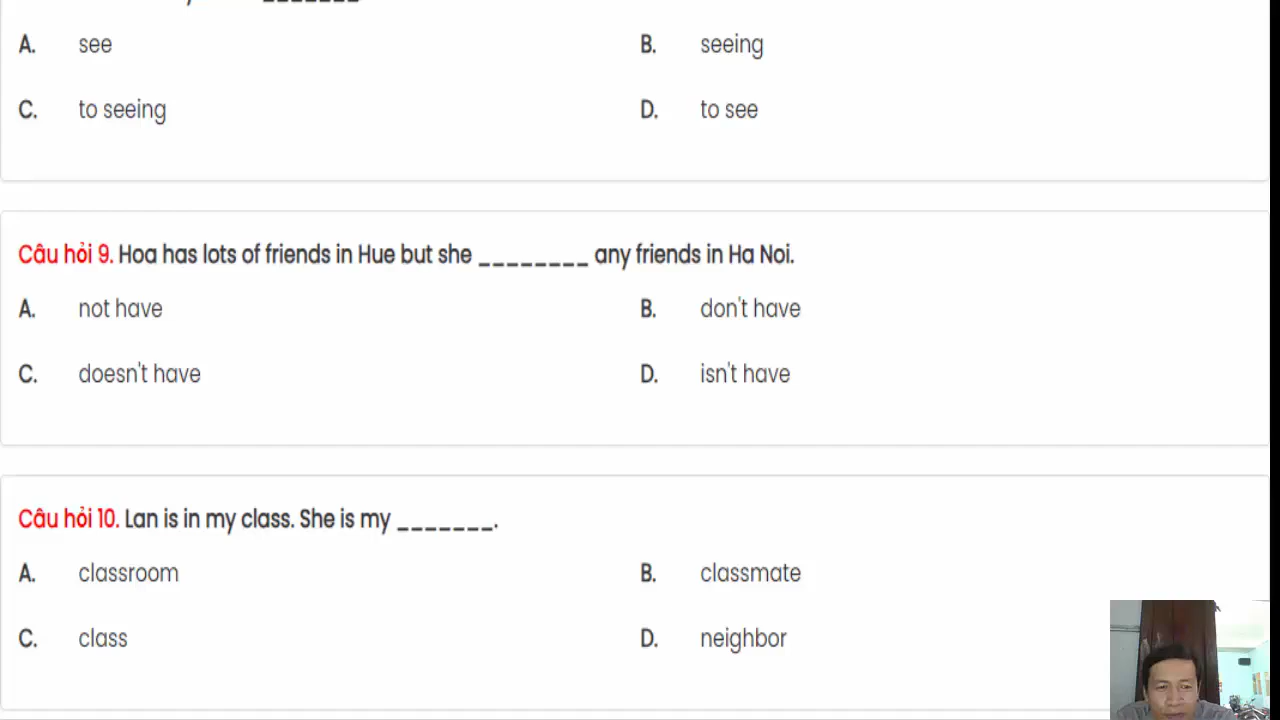 A. see B. seeing
C. to seeing D. to see
Câu hỏi 9. Hoa has lots of friends in Hue but she ________ any friends in Ha Noi.
A. not have B. don't have
C. doesn't have D. isn't have
Câu hỏi 10. Lan is in my class. She is my _______.
A. classroom B. classmate
C. class D. neighbor